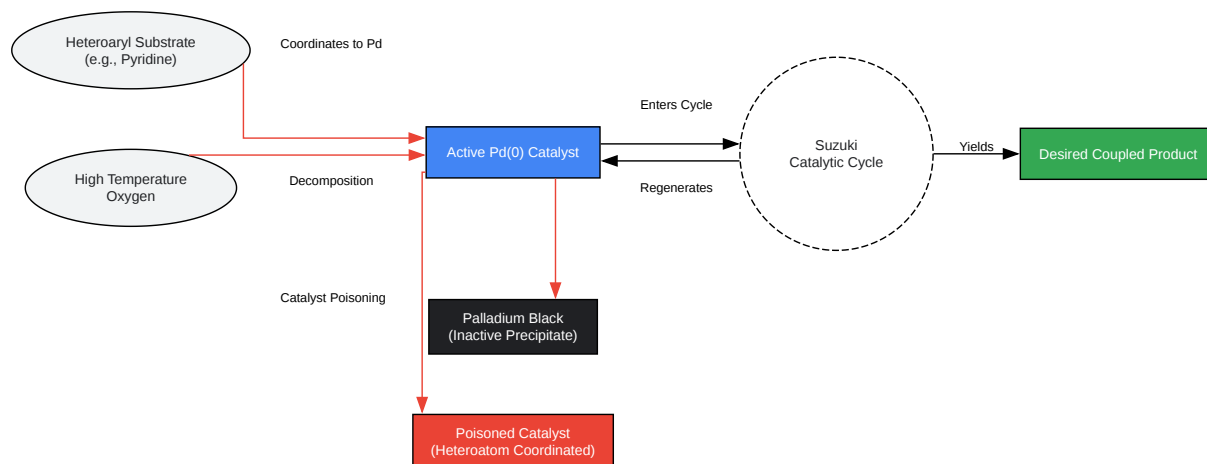 Heteroaryl Substrate
(e.g., Pyridine)
Coordinates to Pd
High Temperature
Oxygen
Decomposition
Active Pd(0) Catalyst
Enters Cycle
Regenerates
Suzuki
Catalytic Cycle
Yields
Desired Coupled Product
Catalyst Poisoning
Palladium Black
(Inactive Precipitate)
Poisoned Catalyst
(Heteroatom Coordinated)